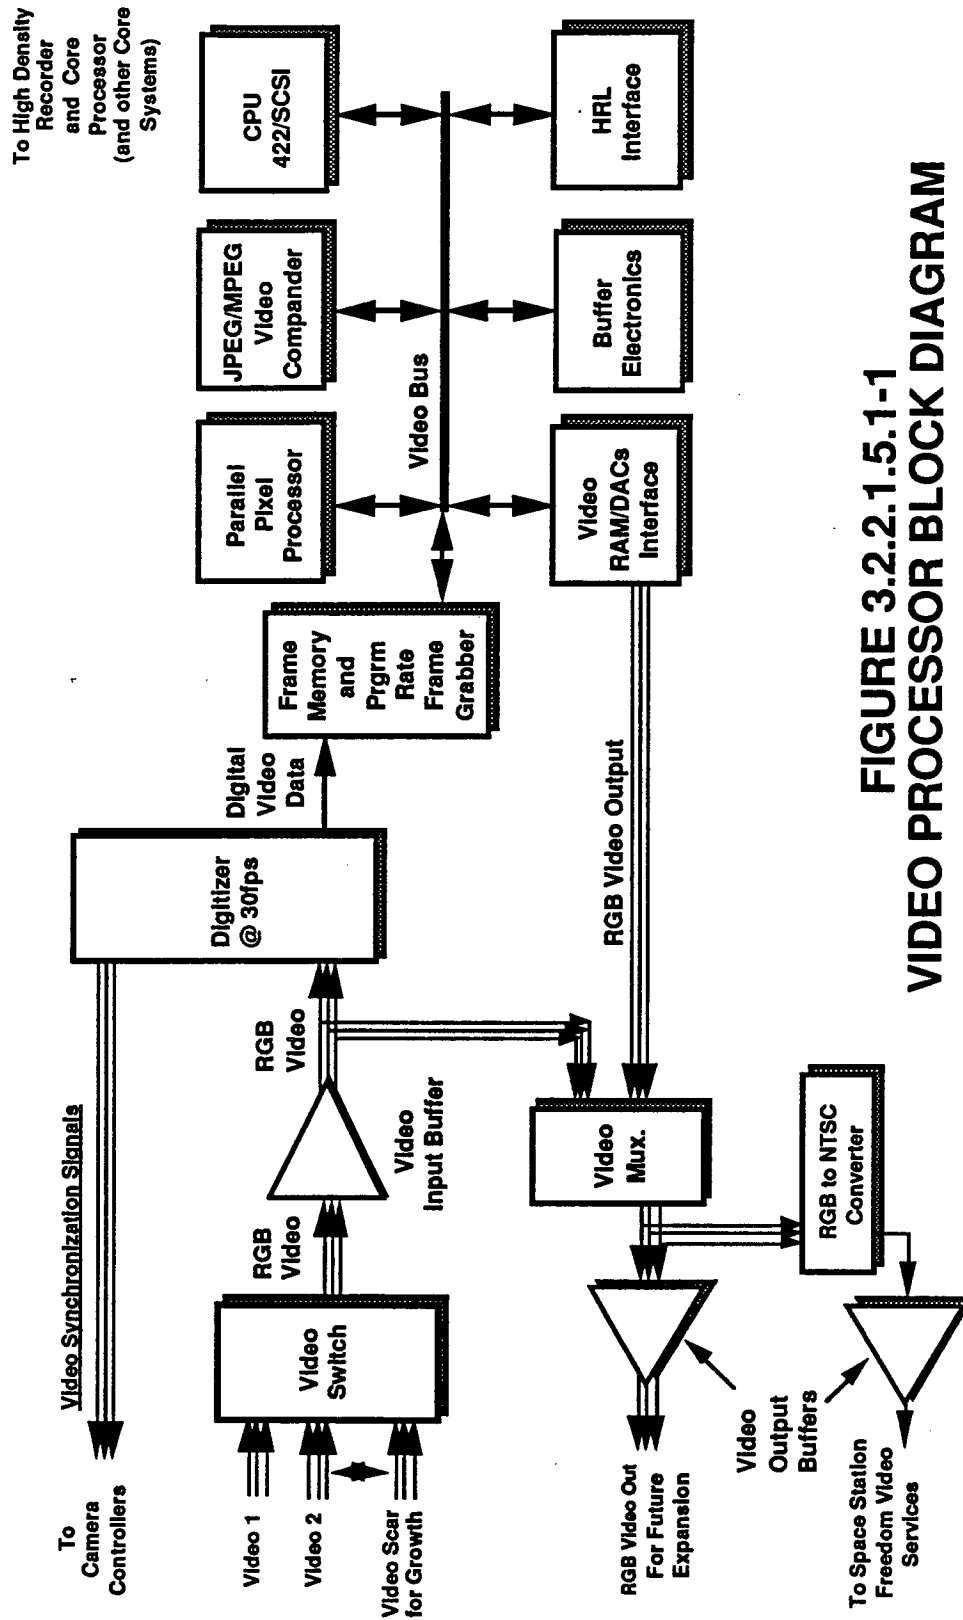 To High Density
Recorder
and Core
Processor
(and other Core
Systems)
To
Camera
Controllers
Video Synchronization Signals
Digitizer
@ 30fps
Digital
Video
Data
Frame
Memory
and
Prgrm
Rate
Frame
Grabber
Parallel
Pixel
Processor
JPEG/MPEG
Video
Compander
CPU
422/SCSI
Video Bus
Video 1
Video 2
Video Scar
for Growth
Video
Switch
RGB
Video
Video
Input Buffer
RGB
Video
Video
RAM/DACs
Interface
Buffer
Electronics
HRL
Interface
RGB Video Output
Video
Mux.
RGB Video Out
For Future
Expansion
Video
Output
Buffers
RGB to NTSC
Converter
To Space Station
Freedom Video
Services
FIGURE 3.2.2.1.5.1-1
VIDEO PROCESSOR BLOCK DIAGRAM